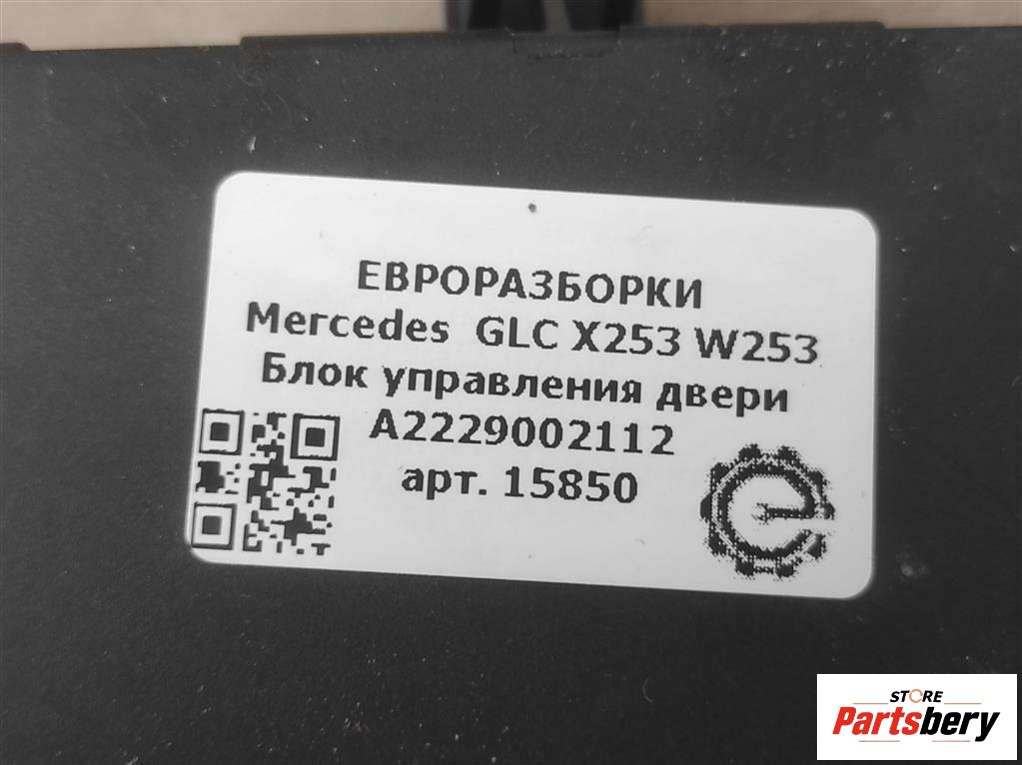 ЕВРОРАЗБОРКИ
Mercedes GLC X253 W253
Блок управления двери
A2229002112
арт. 15850
STORE
Partsbery